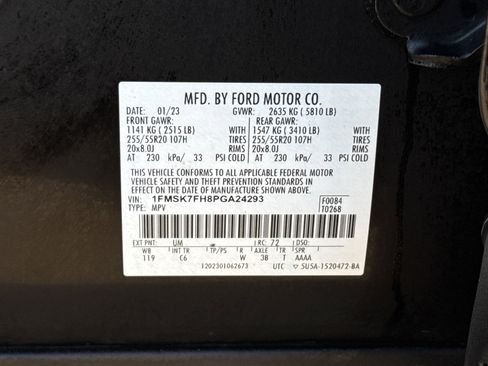 MFD. BY FORD MOTOR CO.
DATE: 01/23 GVWR: 2635 KG ( 5810 LB)
FRONT GAWR: REAR GAWR:
1141 KG ( 2515 LB) WITH 1547 KG ( 3410 LB) WITH
255/55R20 107H TIRES 255/55R20 107H TIRES
20x8.0J RIMS 20x8.0J RIMS
AT 230 kPa/ 33 PSI COLD AT 230 kPa/ 33 PSI COLD
THIS VEHICLE CONFORMS TO ALL APPLICABLE FEDERAL MOTOR
VEHICLE SAFETY AND THEFT PREVENTION STANDARDS IN
EFFECT ON THE DATE OF MANUFACTURE SHOWN ABOVE.
VIN: 1FMSK7FH8PGA24293 F0084
TYPE: MPV T0268
EXT PNT: UM RC: 72 DSO:
WB INT TR TP/PS R AXLE TR SPR
119 C6 W 3B T AAAA
1202301062673 UTC ▽ 5U5A-1520472-BA